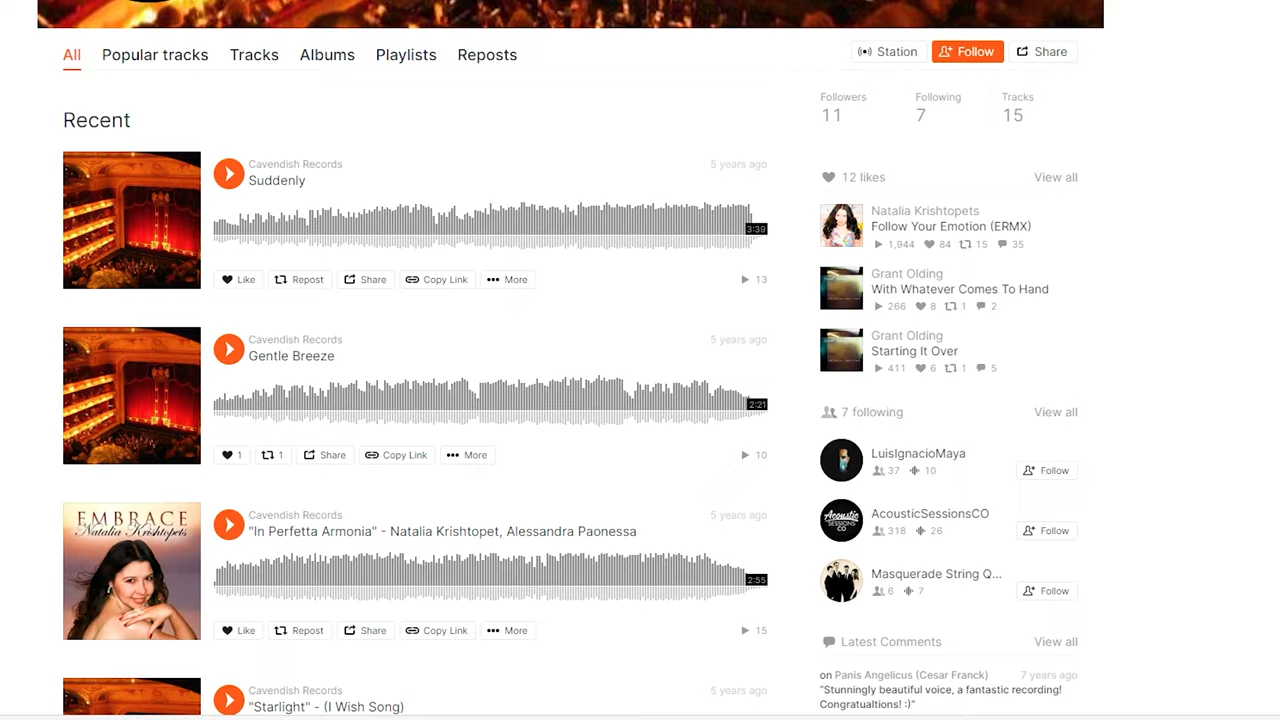 All Popular tracks Tracks Albums Playlists Reposts
Station Follow Share
Followers Following Tracks
11 7 15
Recent
Cavendish Records 5 years ago
Suddenly
3:39
Like Repost Share Copy Link More 13
Cavendish Records 5 years ago
Gentle Breeze
2:21
1 1 Share Copy Link More 10
EMBRACE
Natalia Krishtopets
Cavendish Records 5 years ago
"In Perfetta Armonia" - Natalia Krishtopet, Alessandra Paonessa
2:55
Like Repost Share Copy Link More 15
Cavendish Records 5 years ago
"Starlight" - (I Wish Song)
12 likes View all
Natalia Krishtopets
Follow Your Emotion (ERMX)
1,944 84 15 35
Grant Olding
With Whatever Comes To Hand
266 8 1 2
Grant Olding
Starting It Over
411 6 1 5
7 following View all
LuisIgnacioMaya
37 10 Follow
Acoustic
SESSIONS
CO
AcousticSessionsCO
318 26 Follow
Masquerade String Q...
6 7 Follow
Latest Comments View all
on Panis Angelicus (Cesar Franck) 7 years ago
"Stunningly beautiful voice, a fantastic recording!
Congratualtions! :)"